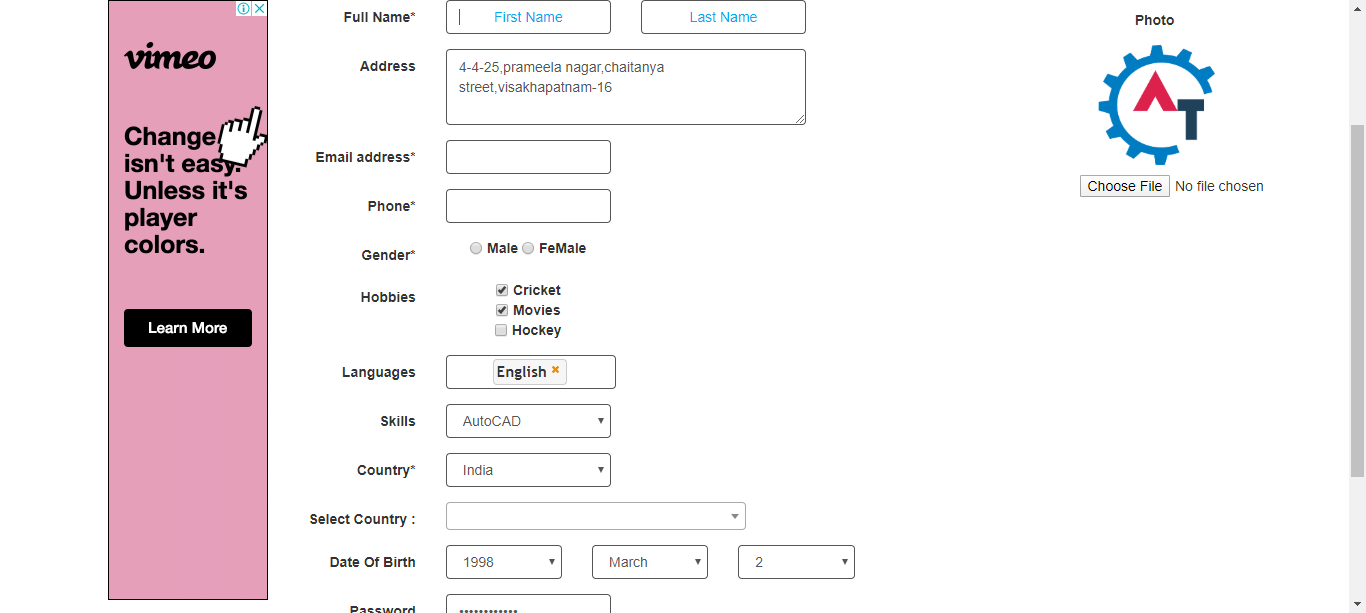 vimeo
Change
isn't easy.
Unless it's
player
colors.
Learn More
Full Name* First Name Last Name
Address 4-4-25,prameela nagar,chaitanya
street,visakhapatnam-16
Email address*
Phone*
Gender* Male FeMale
Hobbies Cricket
Movies
Hockey
Languages English
Skills AutoCAD
Country* India
Select Country :
Date Of Birth 1998 March 2
Password
Photo
AT
Choose File No file chosen